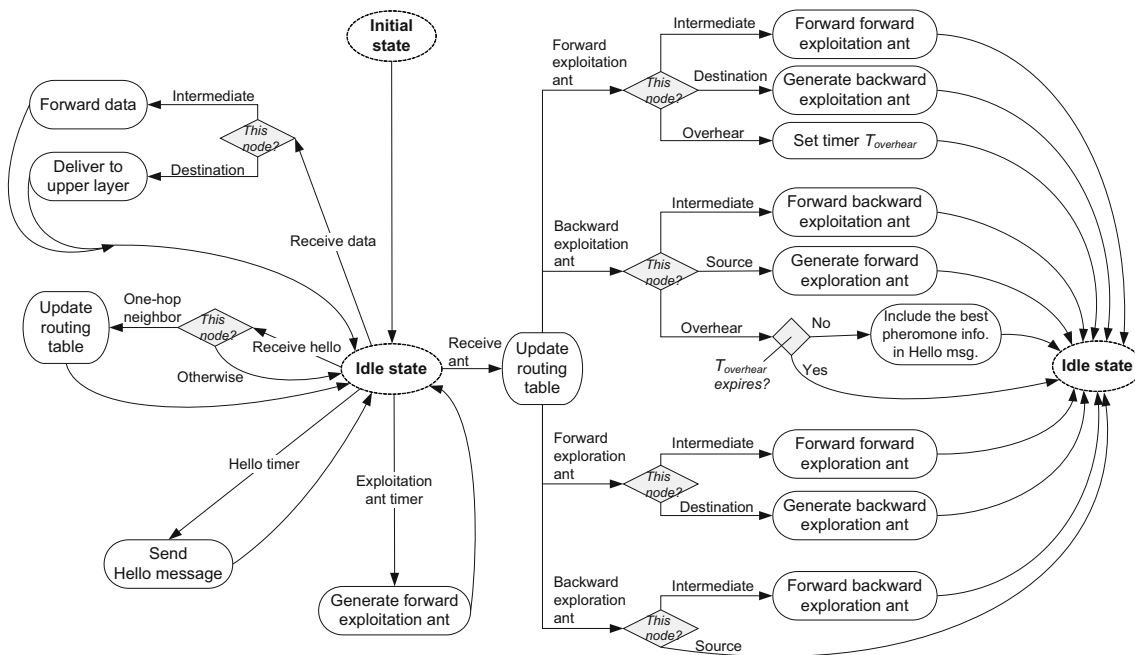 Initial
state
Intermediate
Forward data
This
node?
Deliver to
upper layer
Destination
Receive data
One-hop
neighbor
Update
routing
table
This
node?
Receive hello
Otherwise
Idle state
Hello timer
Exploitation
ant timer
Send
Hello message
Generate forward
exploitation ant
Receive
ant
Update
routing
table
Forward
exploitation
ant
This
node?
Intermediate
Forward forward
exploitation ant
Destination
Generate backward
exploitation ant
Overhear
Set timer Toverhear
Backward
exploitation
ant
This
node?
Intermediate
Forward backward
exploitation ant
Source
Generate forward
exploration ant
Overhear
Toverhear
expires?
No
Include the best
pheromone info.
in Hello msg.
Yes
Idle state
Forward
exploration
ant
This
node?
Intermediate
Forward forward
exploration ant
Destination
Generate backward
exploration ant
Backward
exploration
ant
This
node?
Intermediate
Forward backward
exploration ant
Source